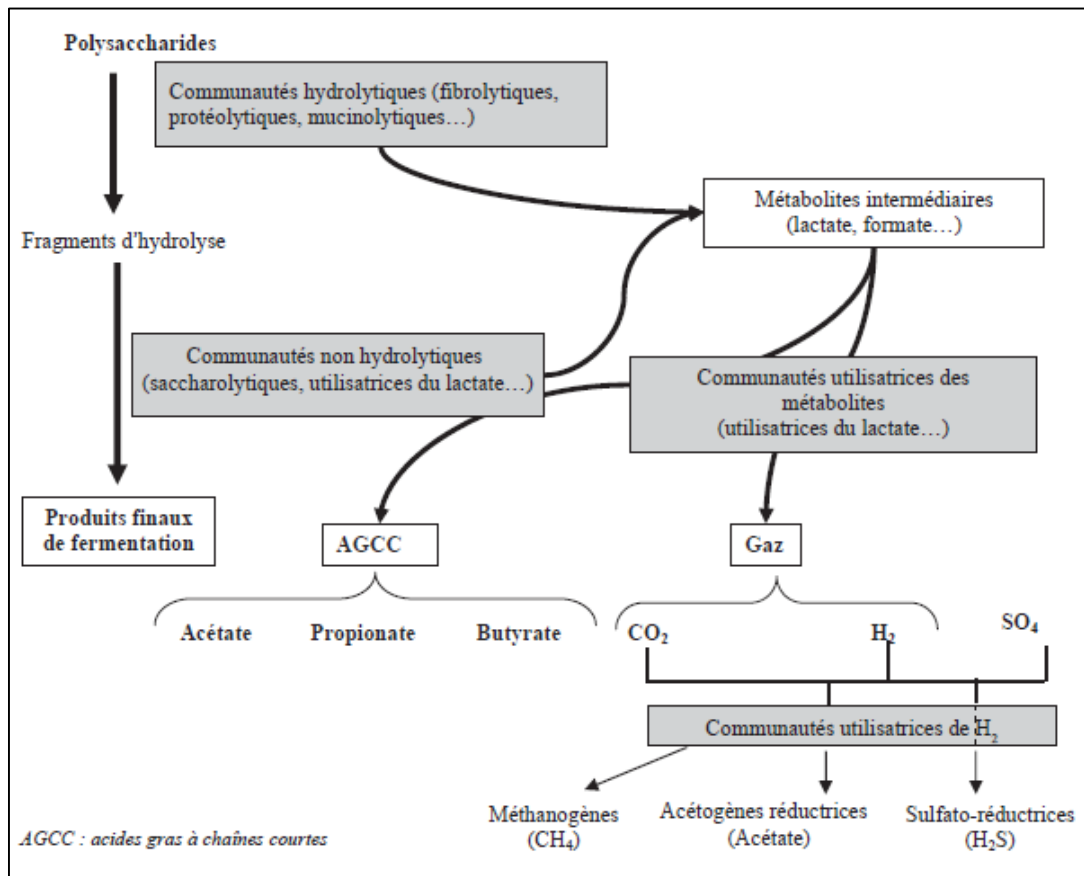 Polysaccharides
Communautés hydrolytiques (fibrolytiques,
protéolytiques, mucinolytiques…)
Métabolites intermédiaires
(lactate, formate…)
Fragments d'hydrolyse
Communautés non hydrolytiques
(saccharolytiques, utilisatrices du lactate…)
Communautés utilisatrices des
métabolites
(utilisatrices du lactate…)
Produits finaux
de fermentation
AGCC
Gaz
Acétate
Propionate
Butyrate
CO₂
H₂
SO₄
Communautés utilisatrices de H₂
Méthanogènes
(CH₄)
Acétogènes réductrices
(Acétate)
Sulfato-réductrices
(H₂S)
AGCC : acides gras à chaînes courtes